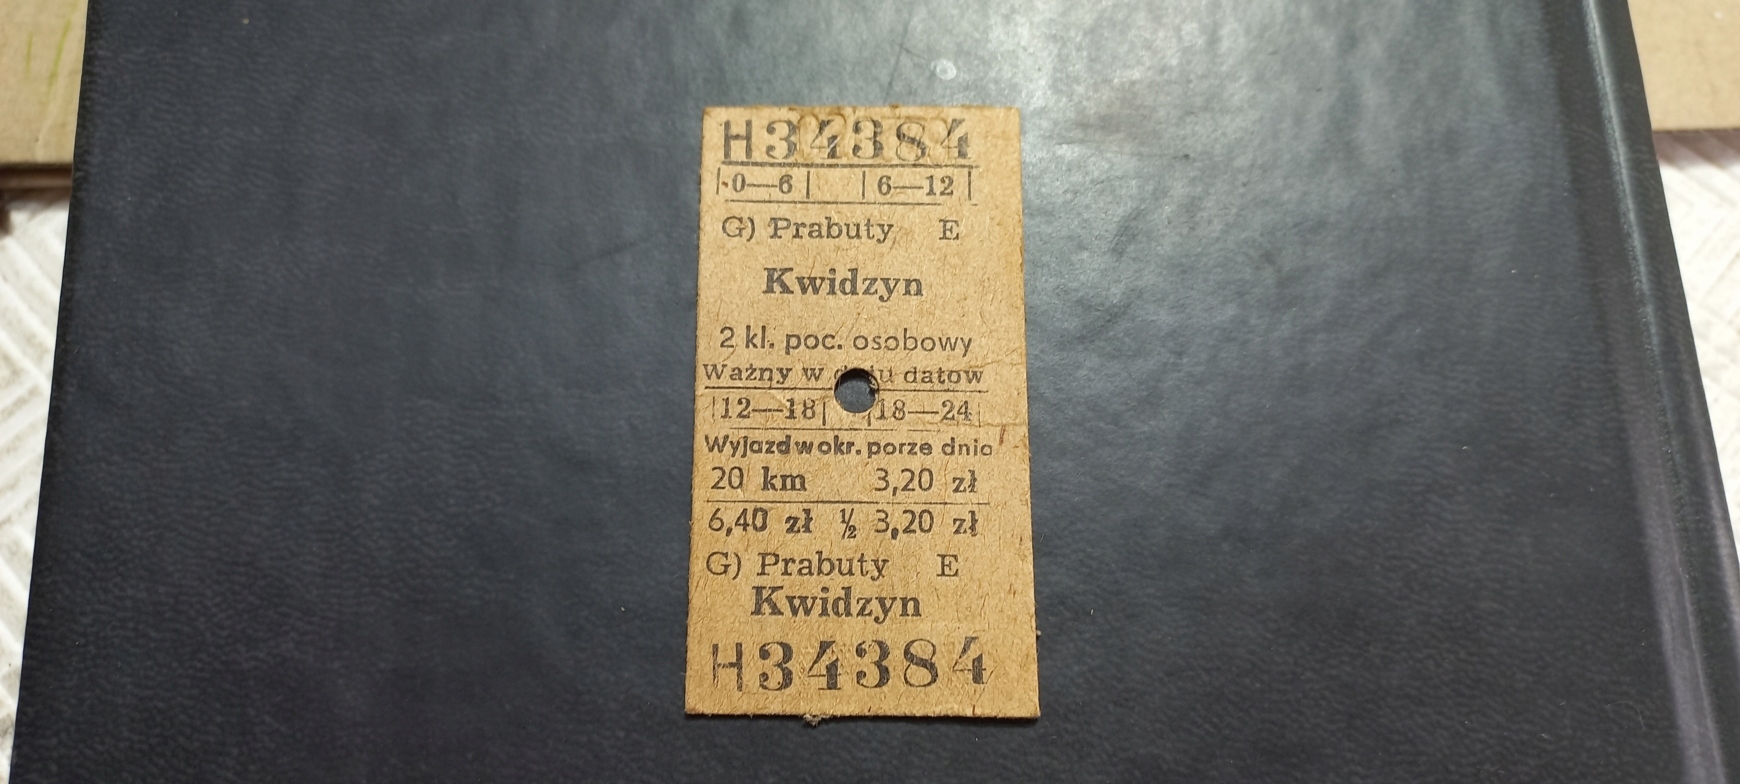 H34384
0—6 6—12
G) Prabuty E
Kwidzyn
2 kl. poc. osobowy
Ważny w datow
12—18 18—24
Wyjazd w okr. porze dnia
20 km 3,20 zł
6,40 zł ½ 3,20 zł
G) Prabuty E
Kwidzyn
H34384